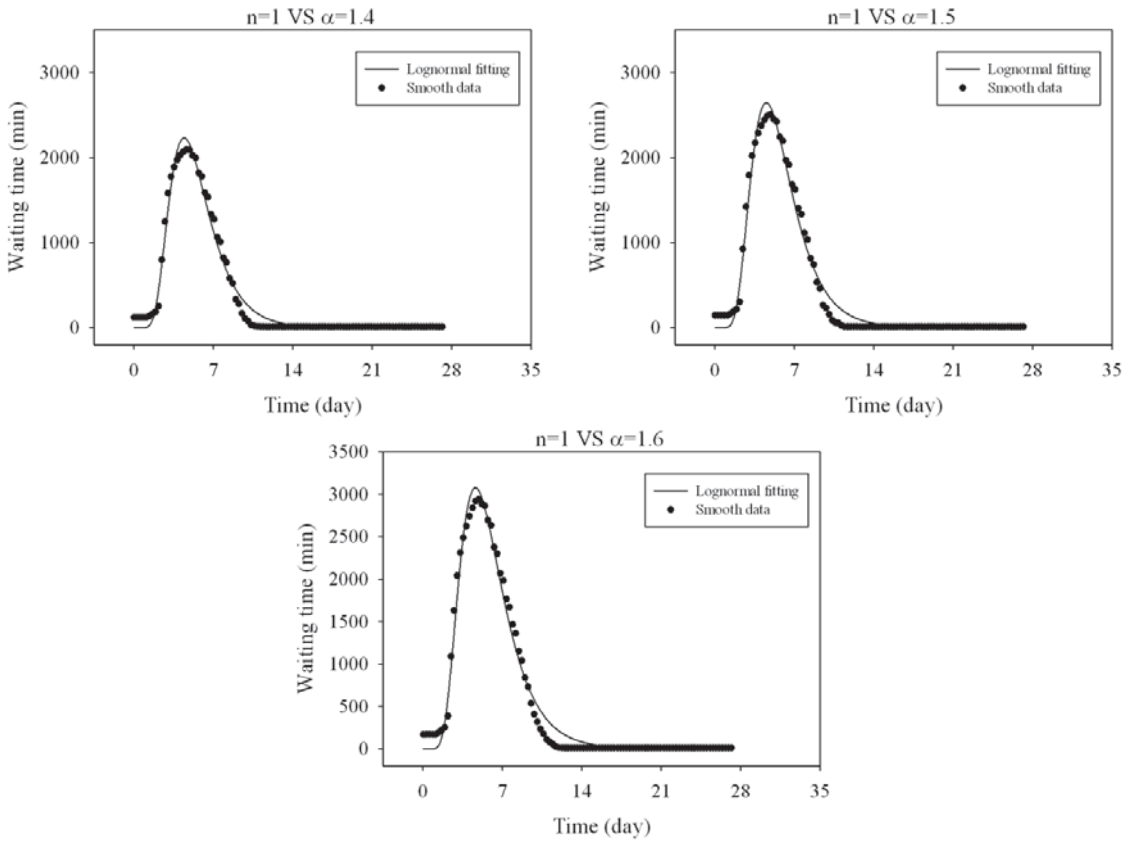 n=1 VS α=1.4
3000
2000
1000
0
Waiting time (min)
Lognormal fitting
Smooth data
0 7 14 21 28 35
Time (day)
n=1 VS α=1.5
3000
2000
1000
0
Waiting time (min)
Lognormal fitting
Smooth data
0 7 14 21 28 35
Time (day)
n=1 VS α=1.6
3500
3000
2500
2000
1500
1000
500
0
Waiting time (min)
Lognormal fitting
Smooth data
0 7 14 21 28 35
Time (day)